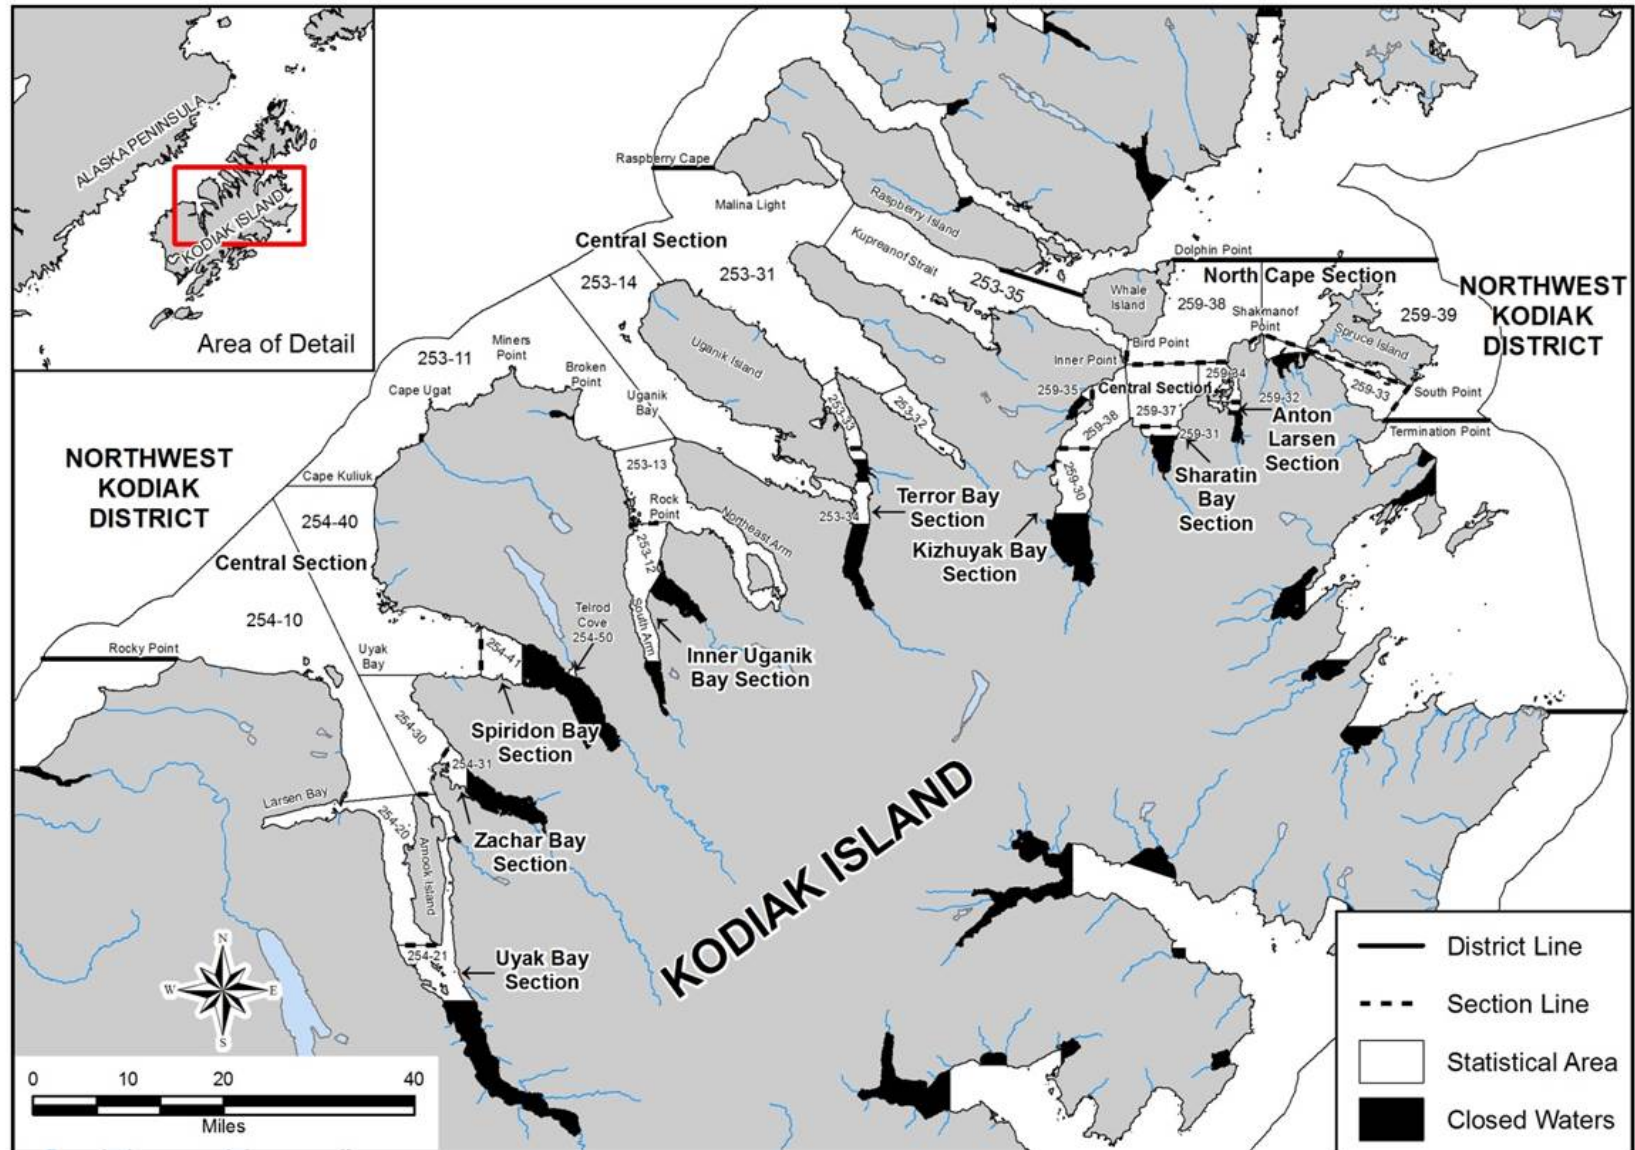 ALASKA PENINSULA
KODIAK ISLAND
Area of Detail
Raspberry Cape
Malina Light
Raspberry Island
Kupreanof Strait
Central Section
253-14
253-31
253-35
Whale
Island
Dolphin Point
North Cape Section
259-38
Shakmanof
Point
259-39
Spruce Island
NORTHWEST
KODIAK
DISTRICT
253-11
Miners
Point
Cape Ugat
Broken
Point
Uganik
Bay
Uganik Island
253-33
253-32
Inner Point
Bird Point
259-35
Central Section
259-34
259-37
259-38
259-31
259-32
259-33
South Point
Termination Point
Anton
Larsen
Section
Sharatin
Bay
Section
259-30
NORTHWEST
KODIAK
DISTRICT
Cape Kuliuk
254-40
253-13
Rock
Point
Northeast Arm
253-12
South Arm
253-34
Terror Bay
Section
Kizhuyak Bay
Section
Central Section
254-10
Rocky Point
Uyak
Bay
254-41
Telrod
Cove
254-50
Inner Uganik
Bay Section
Spiridon Bay
Section
254-30
254-31
Larsen Bay
254-20
Amook Island
Zachar Bay
Section
KODIAK ISLAND
254-21
Uyak Bay
Section
N
W
E
S
0 10 20 40
Miles
District Line
Section Line
Statistical Area
Closed Waters